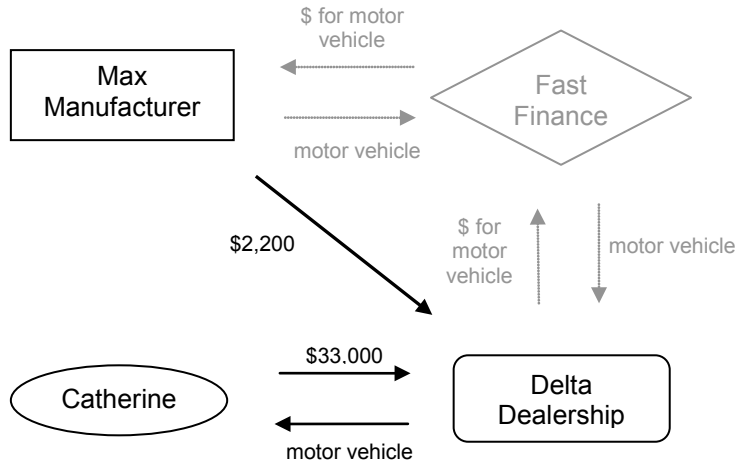 $ for motor
vehicle
Max
Manufacturer
Fast
Finance
motor vehicle
$2,200
$ for
motor
vehicle
motor vehicle
$33,000
Catherine
Delta
Dealership
motor vehicle